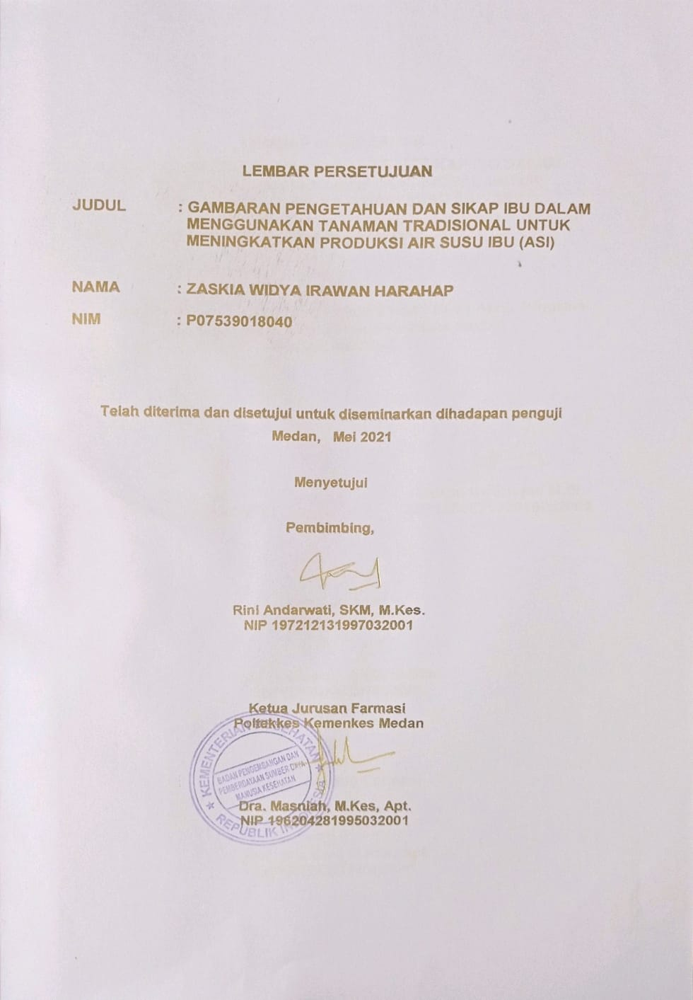 LEMBAR PERSETUJUAN
JUDUL : GAMBARAN PENGETAHUAN DAN SIKAP IBU DALAM
MENGGUNAKAN TANAMAN TRADISIONAL UNTUK
MENINGKATKAN PRODUKSI AIR SUSU IBU (ASI)
NAMA : ZASKIA WIDYA IRAWAN HARAHAP
NIM : P07539018040
Telah diterima dan disetujui untuk diseminarkan dihadapan penguji
Medan, Mei 2021
Menyetujui
Pembimbing,
Rini Andarwati, SKM, M.Kes.
NIP 197212131997032001
Ketua Jurusan Farmasi
Poltekkes Kemenkes Medan
KEMENTERIAN KESEHATAN
BADAN PENGEMBANGAN DAN
PEMBERDAYAAN SUMBER DAYA
MANUSIA KESEHATAN
REPUBLIK INDONESIA
Dra. Masniah, M.Kes, Apt.
NIP 196204281995032001